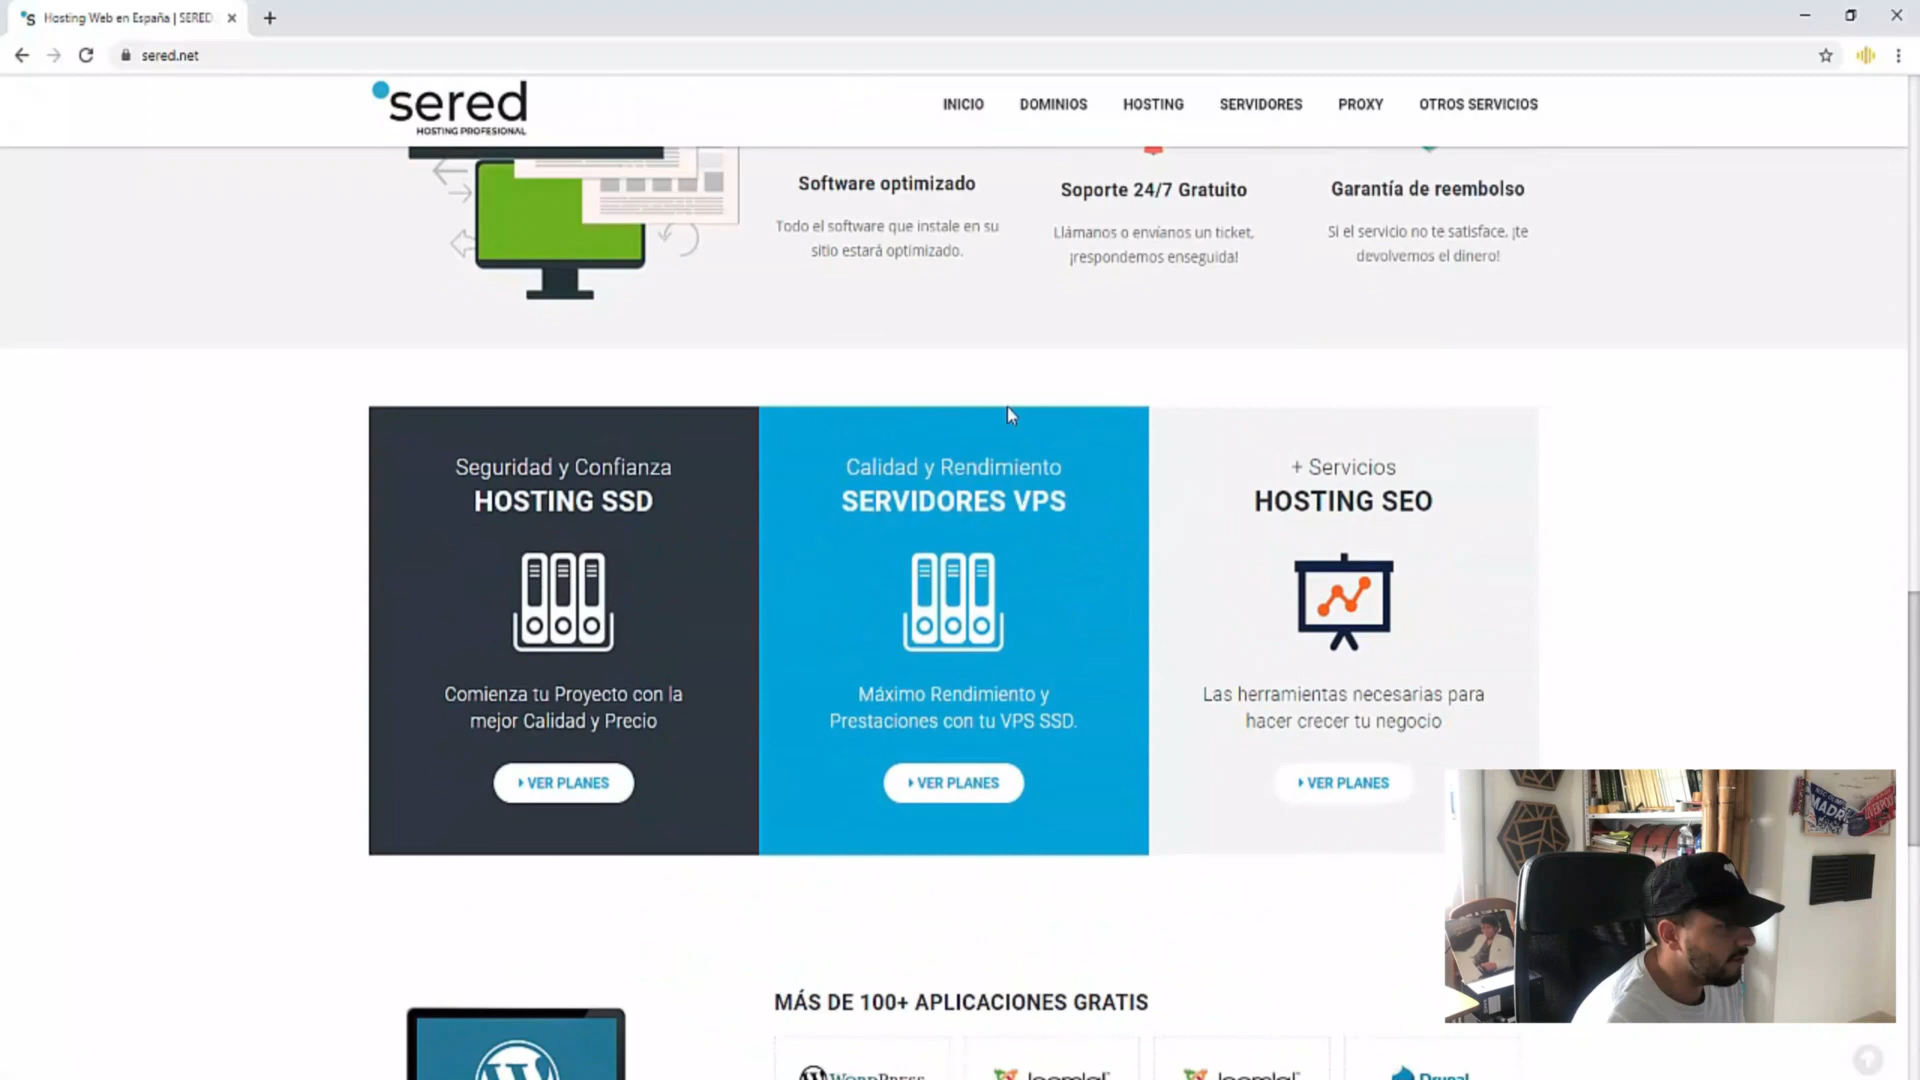 Hosting Web en España | SERED
sered.net
sered
HOSTING PROFESIONAL
INICIO
DOMINIOS
HOSTING
SERVIDORES
PROXY
OTROS SERVICIOS
Software optimizado
Todo el software que instale en su
sitio estará optimizado.
Soporte 24/7 Gratuito
Llámanos o envíanos un ticket,
¡respondemos enseguida!
Garantía de reembolso
Si el servicio no te satisface, ¡te
devolvemos el dinero!
Seguridad y Confianza
HOSTING SSD
Comienza tu Proyecto con la
mejor Calidad y Precio
VER PLANES
Calidad y Rendimiento
SERVIDORES VPS
Máximo Rendimiento y
Prestaciones con tu VPS SSD.
VER PLANES
+ Servicios
HOSTING SEO
Las herramientas necesarias para
hacer crecer tu negocio
VER PLANES
MADRI
MÁS DE 100+ APLICACIONES GRATIS
WORDPRESS
Joomla!
Joomla!
Drupal